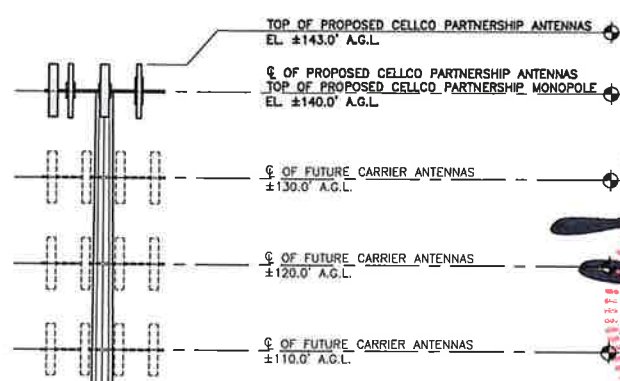 TOP OF PROPOSED CELLCO PARTNERSHIP ANTENNAS
EL. ±143.0' A.G.L.
℄ OF PROPOSED CELLCO PARTNERSHIP ANTENNAS
TOP OF PROPOSED CELLCO PARTNERSHIP MONOPOLE
EL. ±140.0' A.G.L.
℄ OF FUTURE CARRIER ANTENNAS
±130.0' A.G.L.
℄ OF FUTURE CARRIER ANTENNAS
±120.0' A.G.L.
℄ OF FUTURE CARRIER ANTENNAS
±110.0' A.G.L.